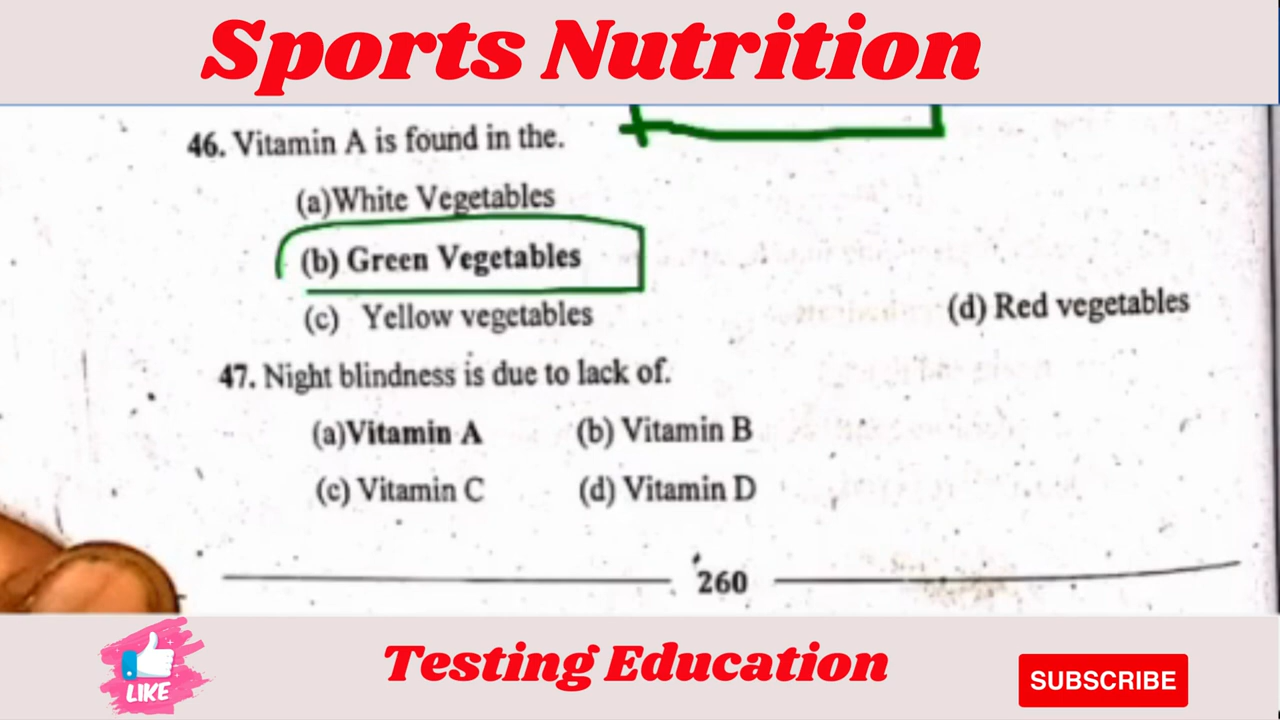 Sports Nutrition
46. Vitamin A is found in the.
(a)White Vegetables
(b) Green Vegetables
(c) Yellow vegetables (d) Red vegetables
47. Night blindness is due to lack of.
(a)Vitamin A (b) Vitamin B
(c) Vitamin C (d) Vitamin D
260
LIKE
Testing Education
SUBSCRIBE